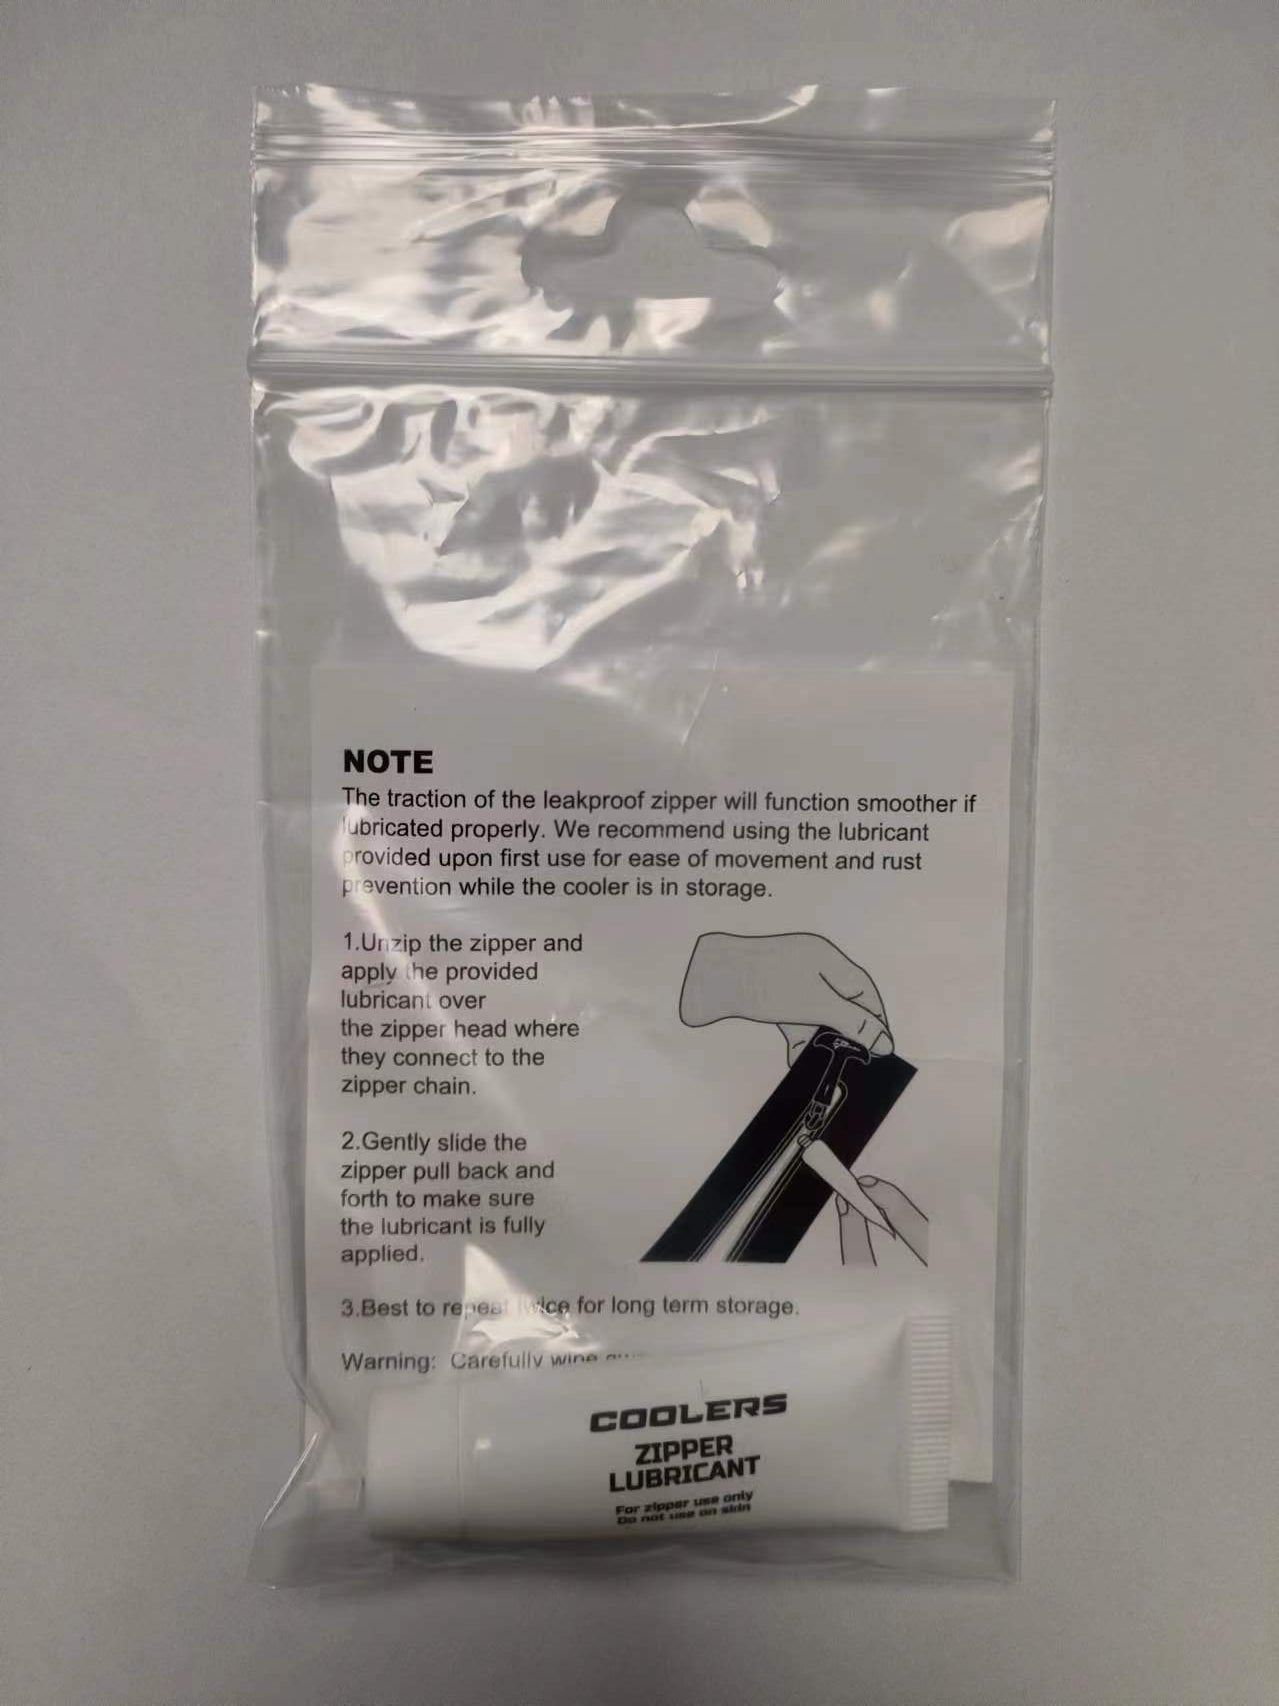 NOTE
The traction of the leakproof zipper will function smoother if
lubricated properly. We recommend using the lubricant
provided upon first use for ease of movement and rust
prevention while the cooler is in storage.
1.Unzip the zipper and
apply the provided
lubricant over
the zipper head where
they connect to the
zipper chain.
2.Gently slide the
zipper pull back and
forth to make sure
the lubricant is fully
applied.
3.Best to repeat twice for long term storage.
Warning: Carefully wipe
COOLERS
ZIPPER
LUBRICANT
For zipper use only
Do not use on skin